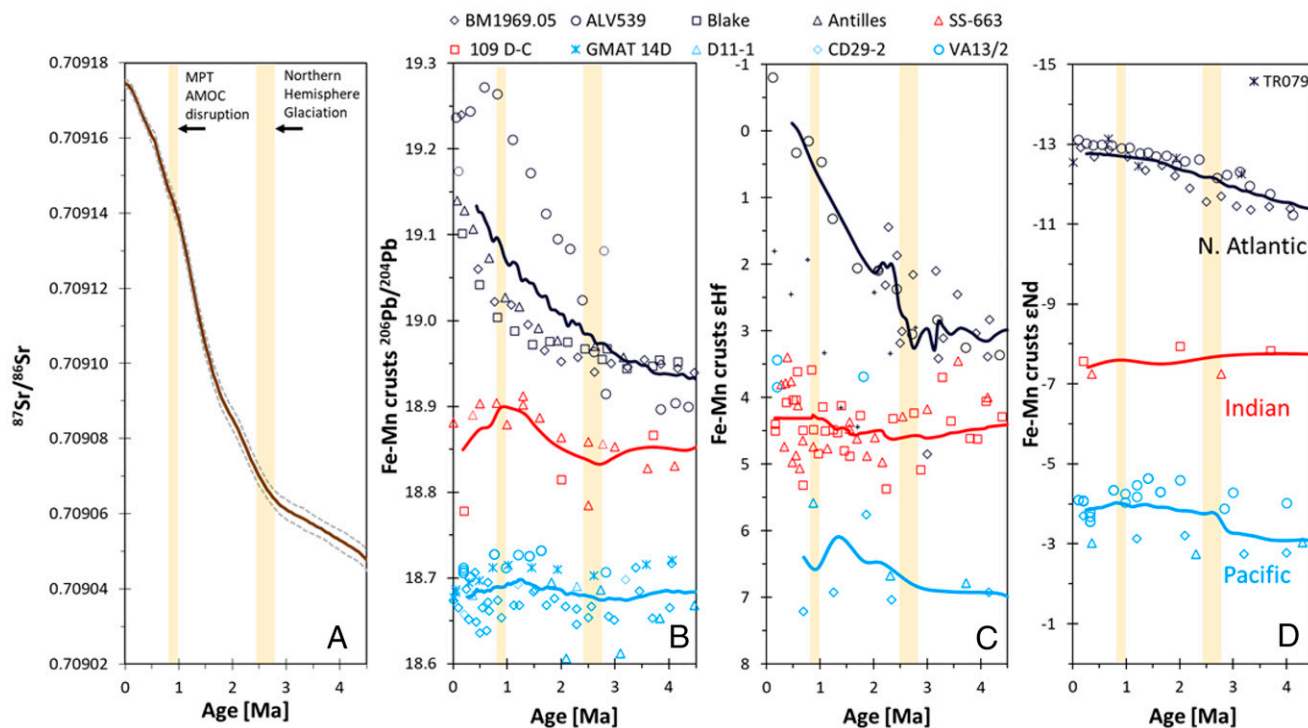 BM1969.05 ALV539 Blake Antilles SS-663
109 D-C GMAT 14D D11-1 CD29-2 VA13/2
⁸⁷Sr/⁸⁶Sr
0.70918
0.70916
0.70914
0.70912
0.70910
0.70908
0.70906
0.70904
0.70902
MPT
AMOC
disruption
Northern
Hemisphere
Glaciation
A
0 1 2 3 4
Age [Ma]
Fe-Mn crusts ²⁰⁶Pb/²⁰⁴Pb
19.3
19.2
19.1
19.0
18.9
18.8
18.7
18.6
B
0 1 2 3 4
Age [Ma]
Fe-Mn crusts εHf
-1
0
1
2
3
4
5
6
7
8
C
0 1 2 3 4
Age [Ma]
Fe-Mn crusts εNd
-15
-13
-11
-9
-7
-5
-3
-1
TR079
N. Atlantic
Indian
Pacific
D
0 1 2 3 4
Age [Ma]